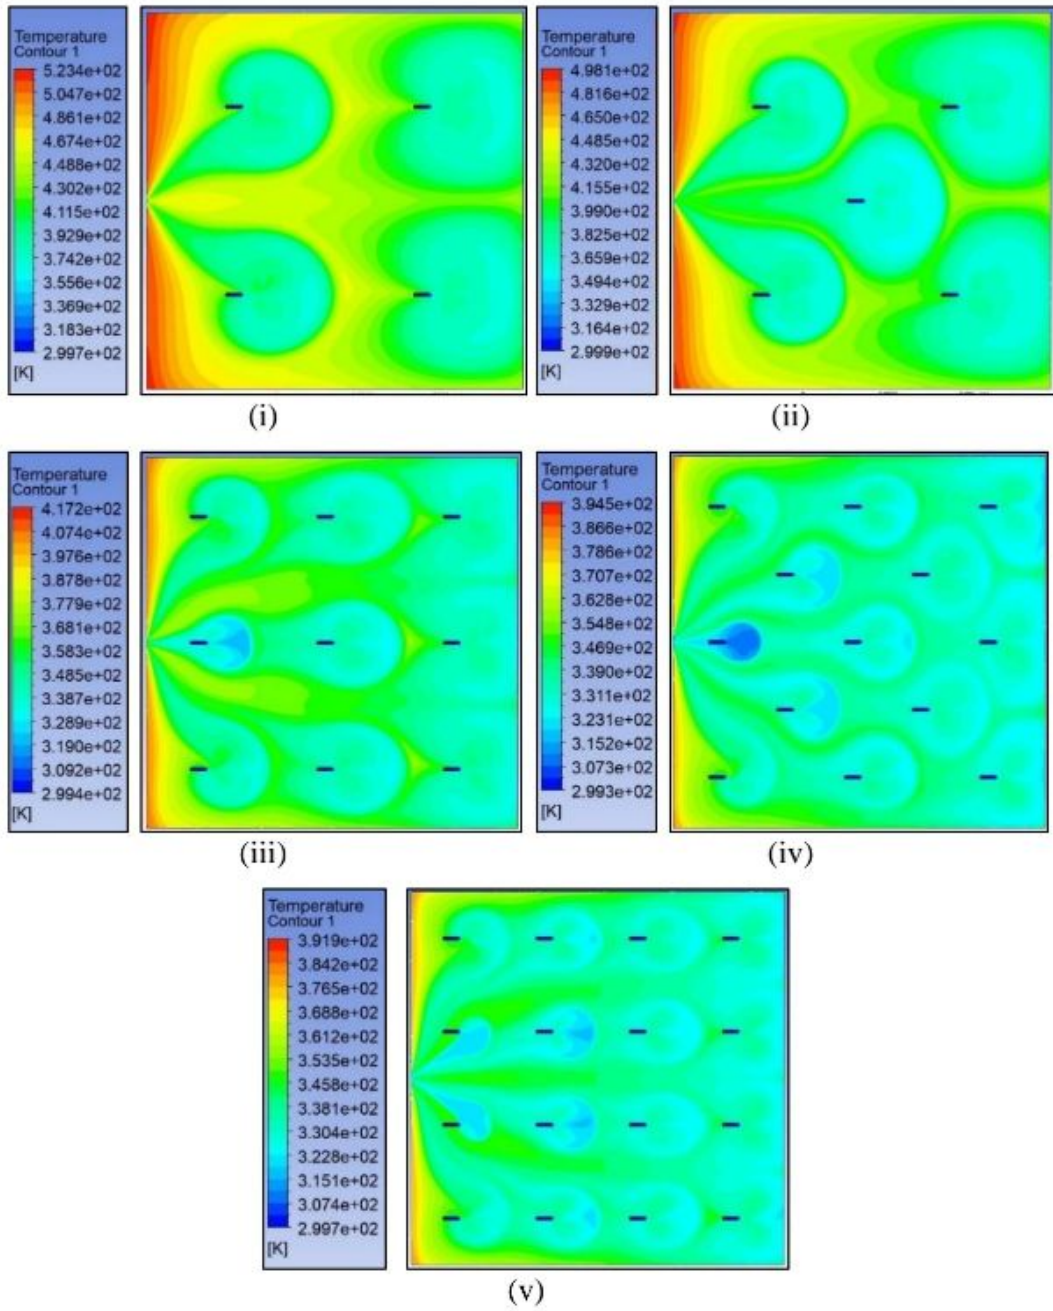 Temperature
Contour 1
5.234e+02
5.047e+02
4.861e+02
4.674e+02
4.488e+02
4.302e+02
4.115e+02
3.929e+02
3.742e+02
3.556e+02
3.369e+02
3.183e+02
2.997e+02
[K]
(i)
Temperature
Contour 1
4.981e+02
4.816e+02
4.650e+02
4.485e+02
4.320e+02
4.155e+02
3.990e+02
3.825e+02
3.659e+02
3.494e+02
3.329e+02
3.164e+02
2.999e+02
[K]
(ii)
Temperature
Contour 1
4.172e+02
4.074e+02
3.976e+02
3.878e+02
3.779e+02
3.681e+02
3.583e+02
3.485e+02
3.387e+02
3.289e+02
3.190e+02
3.092e+02
2.994e+02
[K]
(iii)
Temperature
Contour 1
3.945e+02
3.866e+02
3.786e+02
3.707e+02
3.628e+02
3.548e+02
3.469e+02
3.390e+02
3.311e+02
3.231e+02
3.152e+02
3.073e+02
2.993e+02
[K]
(iv)
Temperature
Contour 1
3.919e+02
3.842e+02
3.765e+02
3.688e+02
3.612e+02
3.535e+02
3.458e+02
3.381e+02
3.304e+02
3.228e+02
3.151e+02
3.074e+02
2.997e+02
[K]
(v)